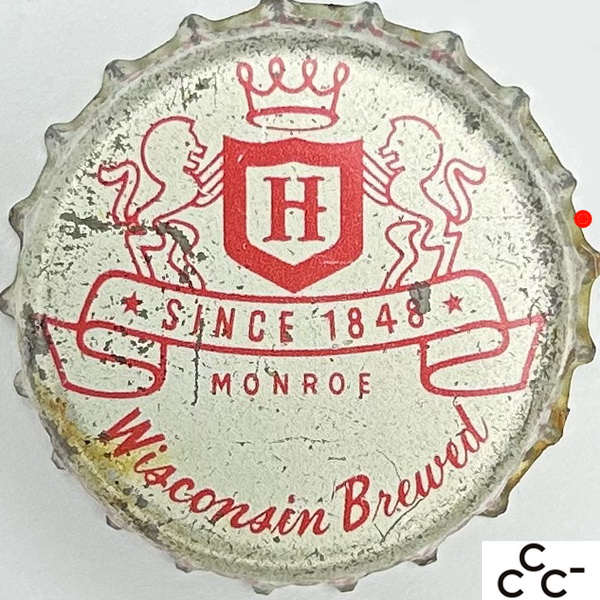 H
SINCE 1848
MONROE
Wisconsin Brewed
C
C C-